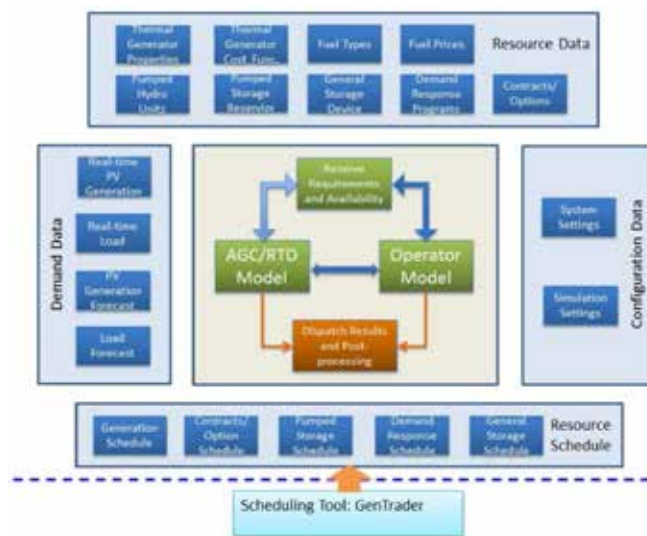 Thermal
Generator
Properties
Thermal
Generator
Cost Func.
Fuel Types
Fuel Prices
Resource Data
Pumped
Hydro
Units
Pumped
Storage
Reservior
General
Storage
Device
Demand
Response
Programs
Contracts/
Options
Demand Data
Real-time
PV
Generation
Real-time
Load
PV
Generation
Forecast
Load
Forecast
Reserve
Requirements
and Availability
AGC/RTD
Model
Operator
Model
Dispatch Results
and Post-
processing
System
Settings
Simulation
Settings
Configuration Data
Generation
Schedule
Contracts/
Option
Schedule
Pumped
Storage
Schedule
Demand
Response
Schedule
General
Storage
Schedule
Resource
Schedule
Scheduling Tool: GenTrader